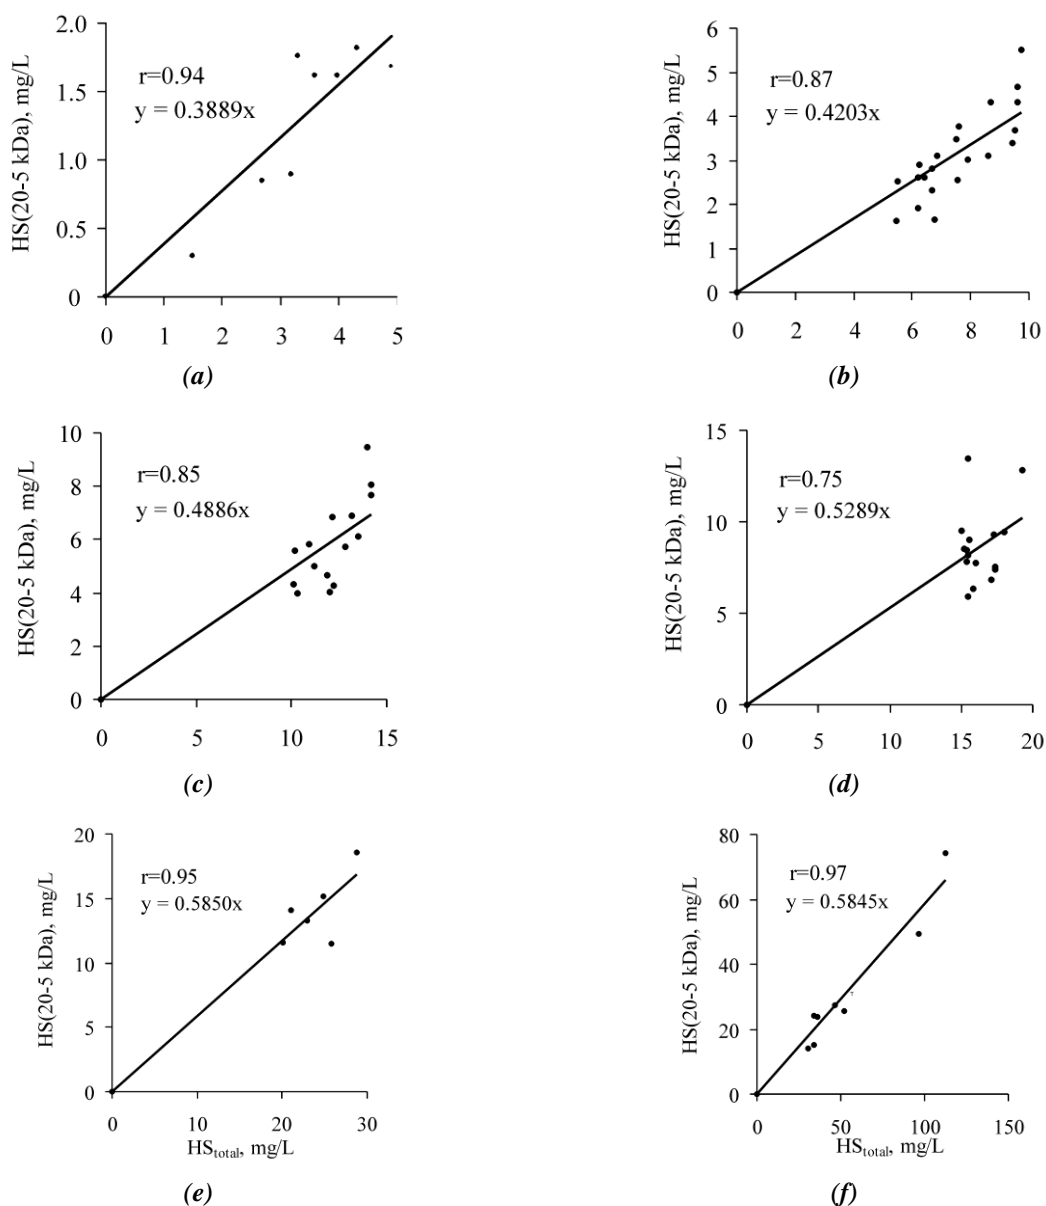 HS(20-5 kDa), mg/L
2.0
1.5
1.0
0.5
0
r=0.94
y = 0.3889x
0 1 2 3 4 5
(a)
HS(20-5 kDa), mg/L
6
5
4
3
2
1
0
r=0.87
y = 0.4203x
0 2 4 6 8 10
(b)
HS(20-5 kDa), mg/L
10
8
6
4
2
0
r=0.85
y = 0.4886x
0 5 10 15
(c)
HS(20-5 kDa), mg/L
15
10
5
0
r=0.75
y = 0.5289x
0 5 10 15 20
(d)
HS(20-5 kDa), mg/L
20
15
10
5
0
r=0.95
y = 0.5850x
0 10 20 30
HStotal, mg/L
(e)
HS(20-5 kDa), mg/L
80
60
40
20
0
r=0.97
y = 0.5845x
0 50 100 150
HStotal, mg/L
(f)